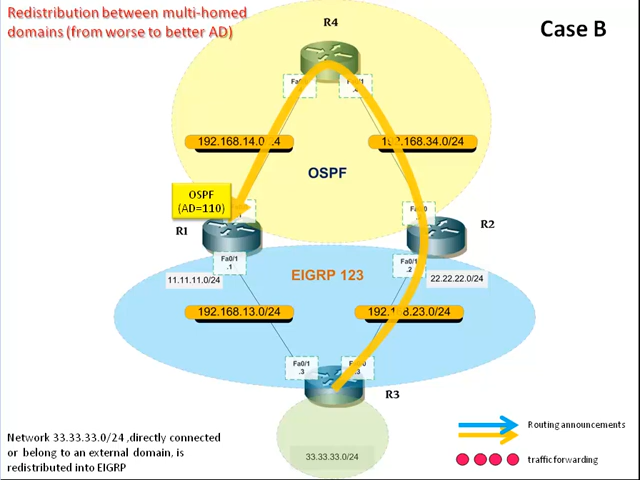 Redistribution between multi-homed
domains (from worse to better AD)
Case B
R4
Fa0/
192.168.14.0/24
192.168.34.0/24
OSPF
OSPF
(AD=110)
R1
R2
Fa0/1
.1
Fa0/1
.2
11.11.11.0/24
EIGRP 123
22.22.22.0/24
192.168.13.0/24
192.168.23.0/24
Fa0/1
.3
.3
R3
33.33.33.0/24
Network 33.33.33.0/24 ,directly connected
or belong to an external domain, is
redistributed into EIGRP
Routing announcements
traffic forwarding